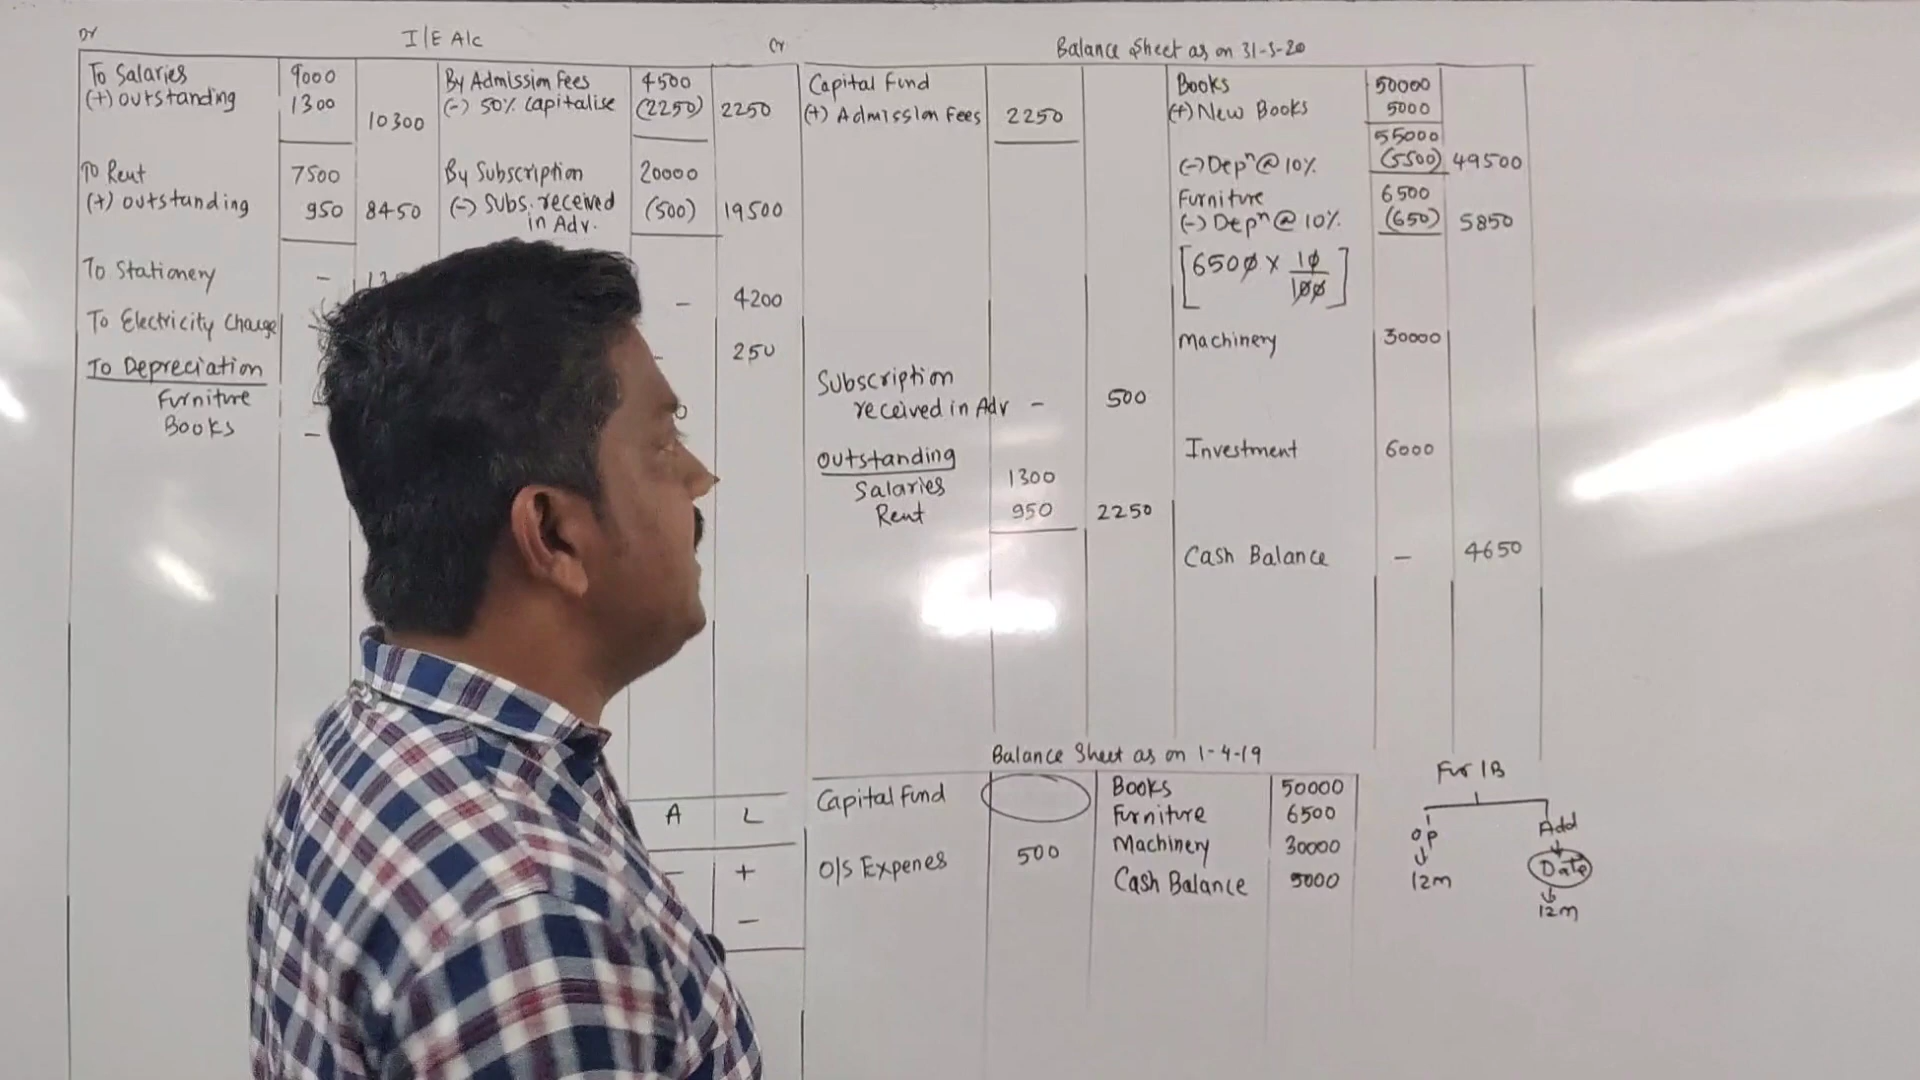 Dr I/E A/c Cr
To Salaries 9000
(+) outstanding 1300 10300
To Rent 7500
(+) outstanding 950 8450
To Stationery -
To Electricity Charge
To Depreciation
Furniture
Books -
By Admission Fees 4500
(-) 50% capitalise (2250) 2250
By Subscription 20000
(-) Subs. received (500) 19500
in Adv.
- 4200
- 250
A L
- +
-
Balance Sheet as on 31-3-20
Capital Fund
(+) Admission Fees 2250
Subscription
received in Adv - 500
Outstanding
Salaries 1300
Rent 950 2250
Books 50000
(+) New Books 5000
55000
(-) Depn @ 10% (5500) 49500
Furniture 6500
(-) Depn @ 10% (650) 5850
[6500 x 10/100]
Machinery 30000
Investment 6000
Cash Balance - 4650
Balance Sheet as on 1-4-19
Capital Fund
O/S Expenes 500
Books 50000
Furniture 6500
Machinery 30000
Cash Balance 5000
Fur 1B
op Add
12m Date
12m